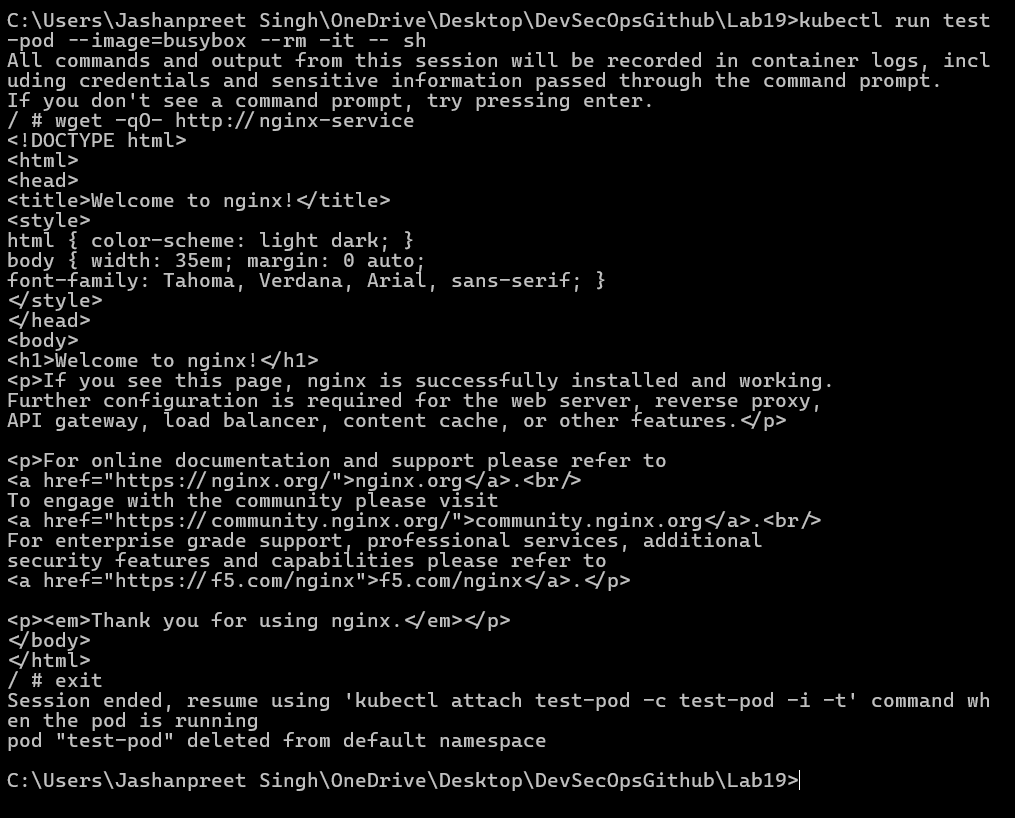 C:\Users\Jashanpreet Singh\OneDrive\Desktop\DevSecOpsGithub\Lab19>kubectl run test
-pod --image=busybox --rm -it -- sh
All commands and output from this session will be recorded in container logs, incl
uding credentials and sensitive information passed through the command prompt.
If you don't see a command prompt, try pressing enter.
/ # wget -qO- http://nginx-service
<!DOCTYPE html>
<html>
<head>
<title>Welcome to nginx!</title>
<style>
html { color-scheme: light dark; }
body { width: 35em; margin: 0 auto;
font-family: Tahoma, Verdana, Arial, sans-serif; }
</style>
</head>
<body>
<h1>Welcome to nginx!</h1>
<p>If you see this page, nginx is successfully installed and working.
Further configuration is required for the web server, reverse proxy,
API gateway, load balancer, content cache, or other features.</p>

<p>For online documentation and support please refer to
<a href="https://nginx.org/">nginx.org</a>.<br/>
To engage with the community please visit
<a href="https://community.nginx.org/">community.nginx.org</a>.<br/>
For enterprise grade support, professional services, additional
security features and capabilities please refer to
<a href="https://f5.com/nginx">f5.com/nginx</a>.</p>

<p><em>Thank you for using nginx.</em></p>
</body>
</html>
/ # exit
Session ended, resume using 'kubectl attach test-pod -c test-pod -i -t' command wh
en the pod is running
pod "test-pod" deleted from default namespace

C:\Users\Jashanpreet Singh\OneDrive\Desktop\DevSecOpsGithub\Lab19>